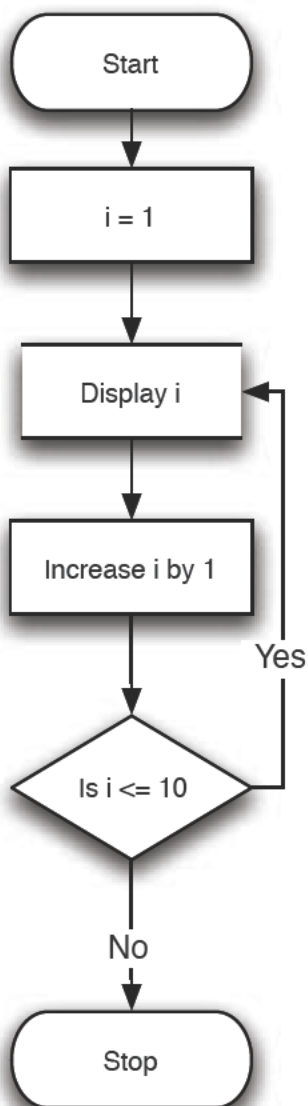 Start
i = 1
Display i
Increase i by 1
Yes
Is i <= 10
No
Stop